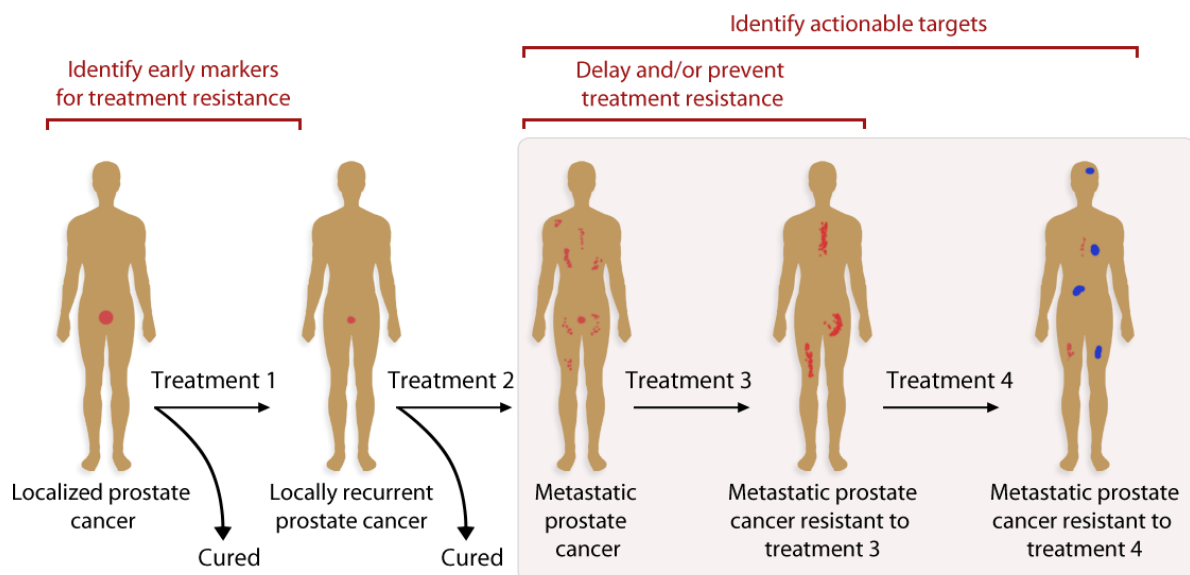 Identify actionable targets
Identify early markers
for treatment resistance
Delay and/or prevent
treatment resistance
Treatment 1
Treatment 2
Treatment 3
Treatment 4
Localized prostate
cancer
Cured
Locally recurrent
prostate cancer
Cured
Metastatic
prostate
cancer
Metastatic prostate
cancer resistant to
treatment 3
Metastatic prostate
cancer resistant to
treatment 4